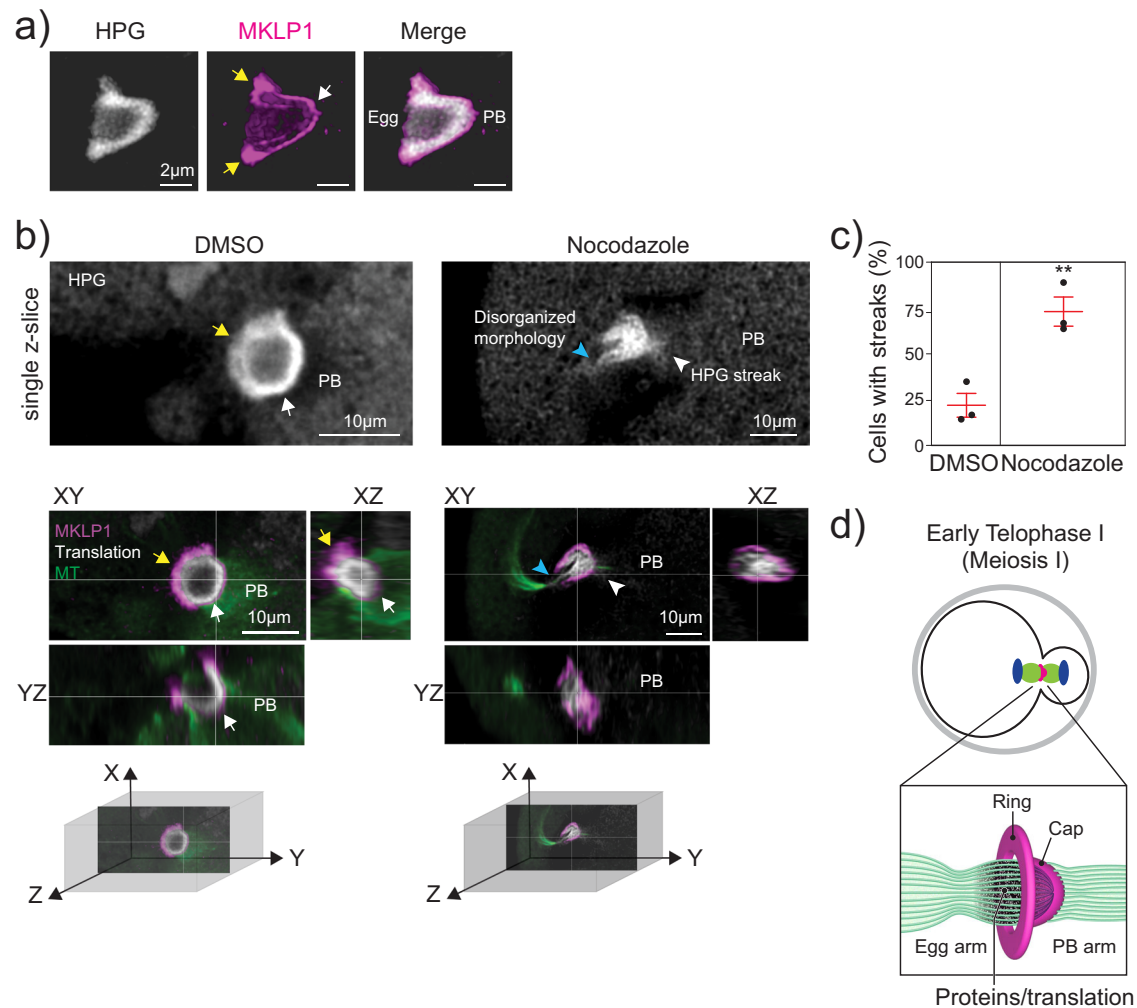 a)
HPG
MKLP1
Merge
2µm
Egg
PB
b)
DMSO
Nocodazole
single z-slice
HPG
PB
10µm
Disorganized
morphology
PB
HPG streak
10µm
XY
XZ
MKLP1
Translation
MT
PB
10µm
YZ
PB
XY
XZ
PB
10µm
PB
X
Y
Z
X
Y
Z
c)
Cells with streaks (%)
100
75
50
25
0
**
DMSO
Nocodazole
d)
Early Telophase I
(Meiosis I)
Ring
Cap
Egg arm
PB arm
Proteins/translation